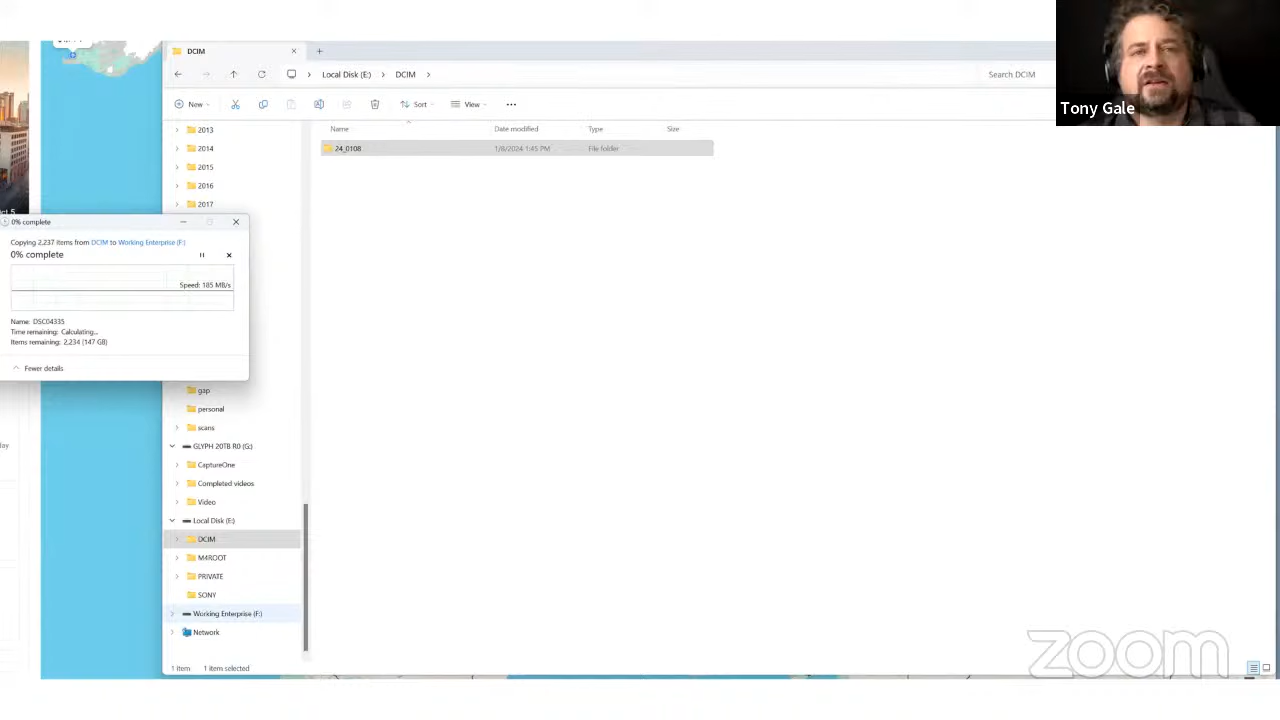 DCIM
Local Disk (E:) > DCIM >
Search DCIM
Tony Gale
New
Sort
View
2013
2014
2015
2016
2017
Name
Date modified
Type
Size
24_0108
1/8/2024 1:45 PM
File folder
0% complete
Copying 2,237 items from DCIM to Working Enterprise (F:)
0% complete
Speed: 185 MB/s
Name: DSC04335
Time remaining: Calculating...
Items remaining: 2,234 (147 GB)
Fewer details
gap
personal
scans
GLYPH 20TB R0 (G:)
CaptureOne
Completed videos
Video
Local Disk (E:)
DCIM
M4ROOT
PRIVATE
SONY
Working Enterprise (F:)
Network
1 item
1 item selected
zoom